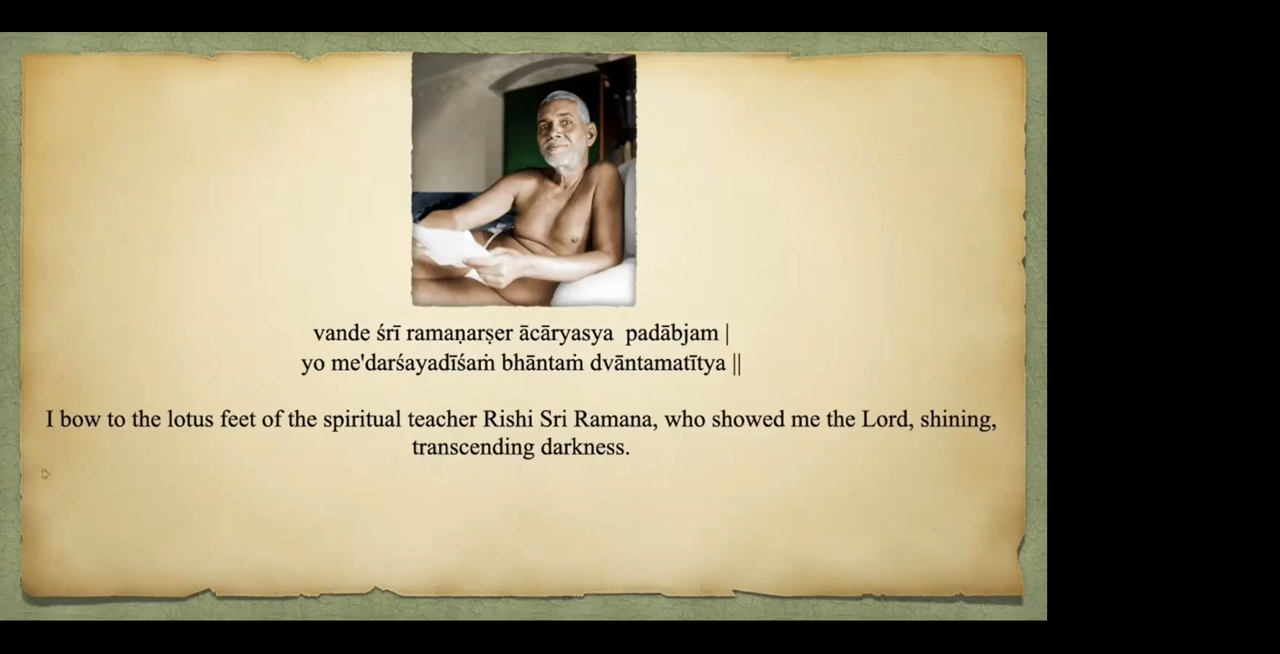 vande śrī ramaṇarṣer ācāryasya padābjam |
yo me'darśayadīśaṁ bhāntaṁ dvāntamatītya ||
I bow to the lotus feet of the spiritual teacher Rishi Sri Ramana, who showed me the Lord, shining,
transcending darkness.